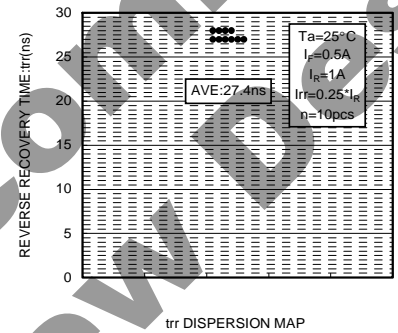 30
25
20
15
10
5
0
REVERSE RECOVERY TIME:trr(ns)
Ta=25°C
IF=0.5A
IR=1A
Irr=0.25*IR
n=10pcs
AVE:27.4ns
trr DISPERSION MAP